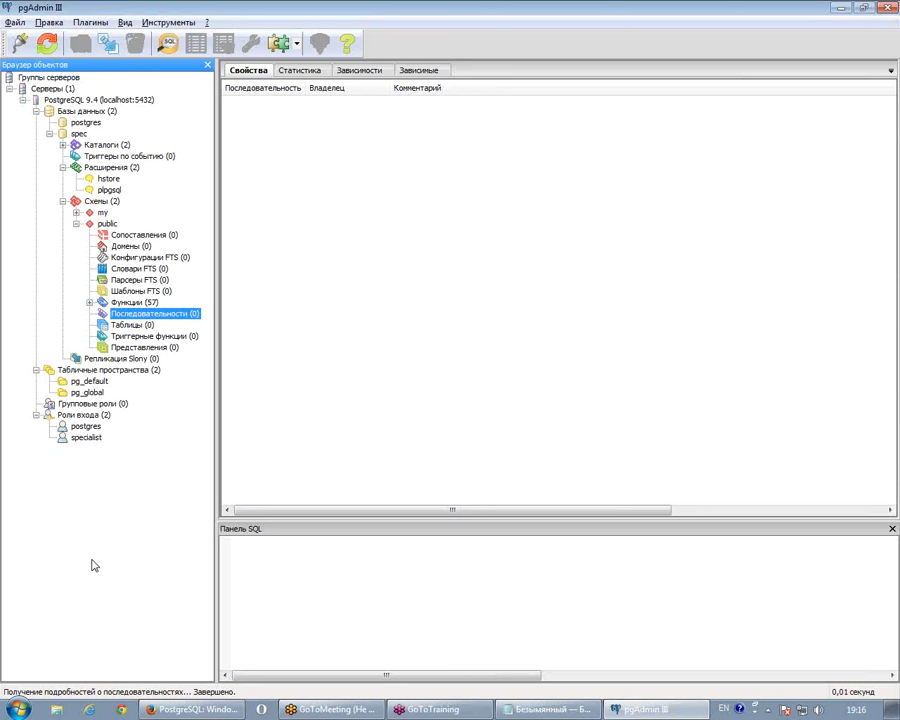 pgAdmin III
Файл Правка Плагины Вид Инструменты ?
SQL
Браузер объектов
Группы серверов
Серверы (1)
PostgreSQL 9.4 (localhost:5432)
Базы данных (2)
postgres
spec
Каталоги (2)
Триггеры по событию (0)
Расширения (2)
hstore
plpgsql
Схемы (2)
my
public
Сопоставления (0)
Домены (0)
Конфигурации FTS (0)
Словари FTS (0)
Парсеры FTS (0)
Шаблоны FTS (0)
Функции (57)
Последовательности (0)
Таблицы (0)
Триггерные функции (0)
Представления (0)
Репликация Slony (0)
Табличные пространства (2)
pg_default
pg_global
Групповые роли (0)
Роли входа (2)
postgres
specialist
Свойства Статистика Зависимости Зависимые
Последовательность Владелец Комментарий
Панель SQL
Получение подробностей о последовательностях... Завершено.
0,01 секунд
PostgreSQL: Windo... GoToMeeting (Не ... GoToTraining Безымянный — Б... pgAdmin III EN 19:16